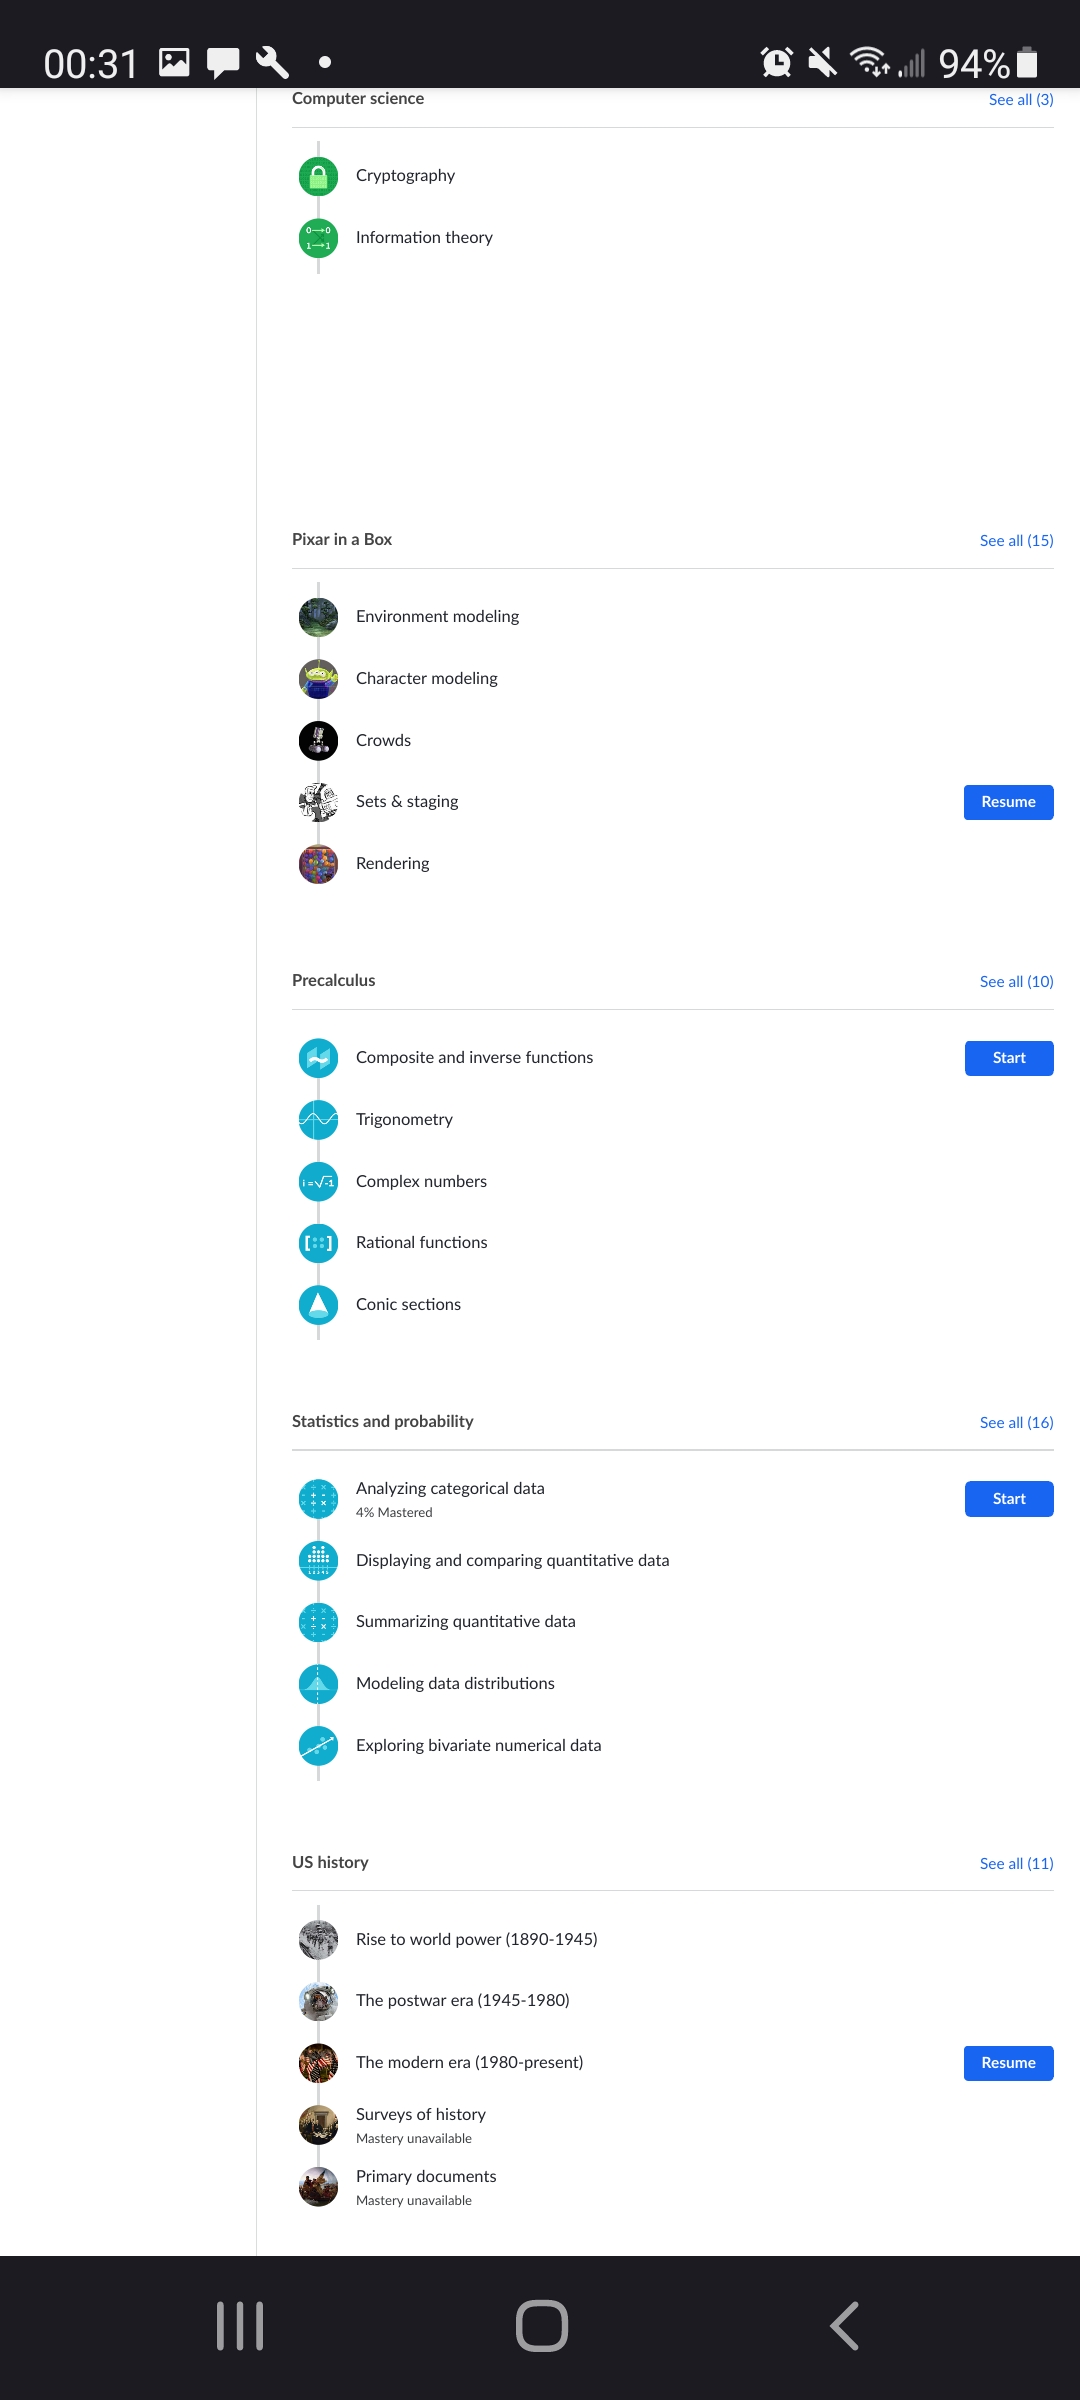 00:31 94%
Computer science See all (3)
Cryptography
0→0
1→1
Information theory
Pixar in a Box See all (15)
Environment modeling
Character modeling
Crowds
Sets & staging Resume
Rendering
Precalculus See all (10)
Composite and inverse functions Start
Trigonometry
i=√-1 Complex numbers
Rational functions
Conic sections
Statistics and probability See all (16)
Analyzing categorical data Start
4% Mastered
Displaying and comparing quantitative data
Summarizing quantitative data
Modeling data distributions
Exploring bivariate numerical data
US history See all (11)
Rise to world power (1890-1945)
The postwar era (1945-1980)
The modern era (1980-present) Resume
Surveys of history
Mastery unavailable
Primary documents
Mastery unavailable